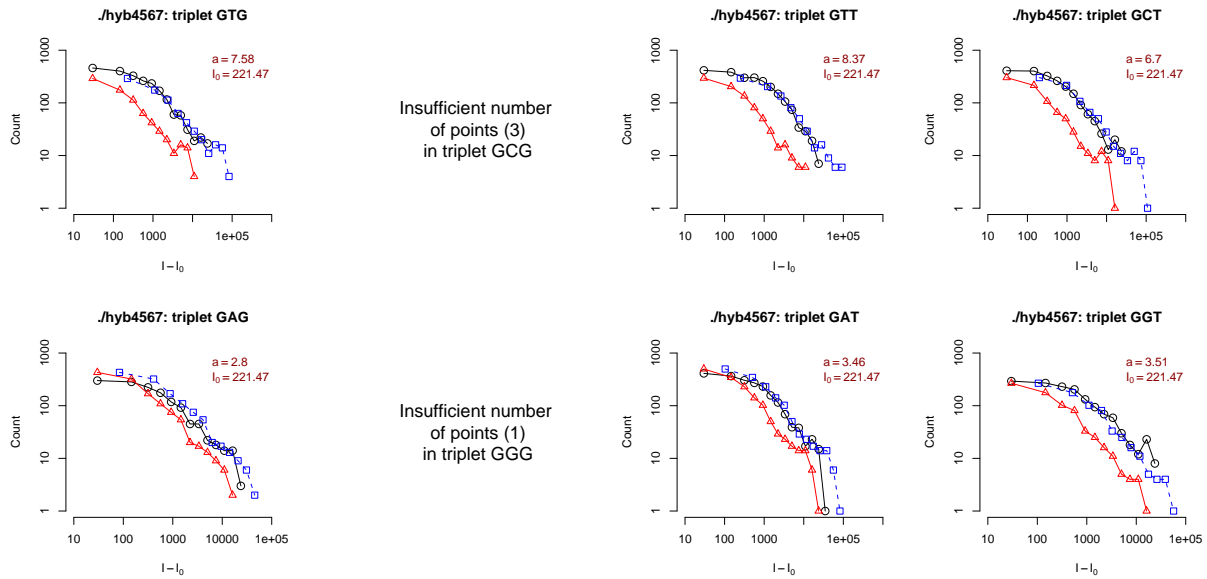 ./hyb4567: triplet GTG
1000
100
10
1
Count
a = 7.58
I0 = 221.47
10
100
1000
1e+05
I − I0
Insufficient number
of points (3)
in triplet GCG
./hyb4567: triplet GTT
1000
100
10
1
Count
a = 8.37
I0 = 221.47
10
100
1000
1e+05
I − I0
./hyb4567: triplet GCT
1000
100
10
1
Count
a = 6.7
I0 = 221.47
10
100
1000
1e+05
I − I0
./hyb4567: triplet GAG
1000
100
10
1
Count
a = 2.8
I0 = 221.47
10
100
1000
10000
1e+05
I − I0
Insufficient number
of points (1)
in triplet GGG
./hyb4567: triplet GAT
1000
100
10
1
Count
a = 3.46
I0 = 221.47
10
100
1000
1e+05
I − I0
./hyb4567: triplet GGT
1000
100
10
1
Count
a = 3.51
I0 = 221.47
10
100
1000
10000
1e+05
I − I0